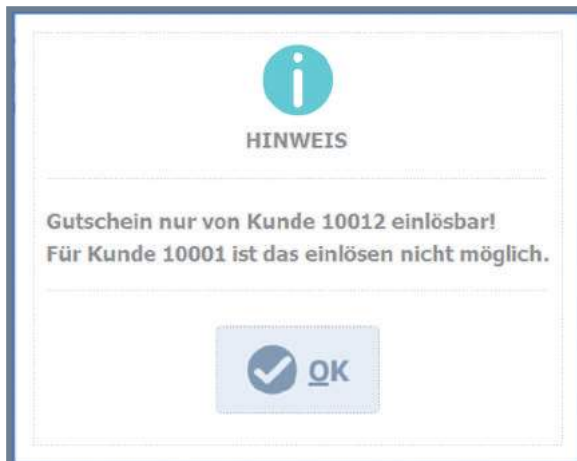 HINWEIS
Gutschein nur von Kunde 10012 einlösbar!
Für Kunde 10001 ist das einlösen nicht möglich.
OK